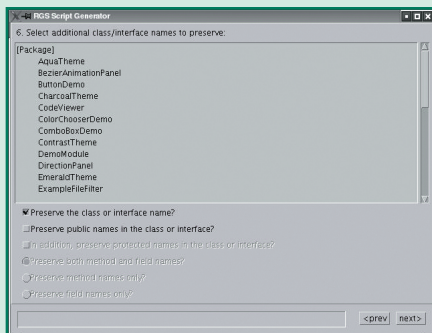 RGS Script Generator
6. Select additional class/interface names to preserve:
[Package]
AquaTheme
BezierAnimationPanel
ButtonDemo
CharcoalTheme
CodeViewer
ColorChooserDemo
ComboBoxDemo
ContrastTheme
DemoModule
DirectionPanel
EmeraldTheme
ExampleFileFilter
Preserve the class or interface name?
Preserve public names in the class or interface?
In addition, preserve protected names in the class or interface?
Preserve both method and field names?
Preserve method names only?
Preserve field names only?
<prev next>